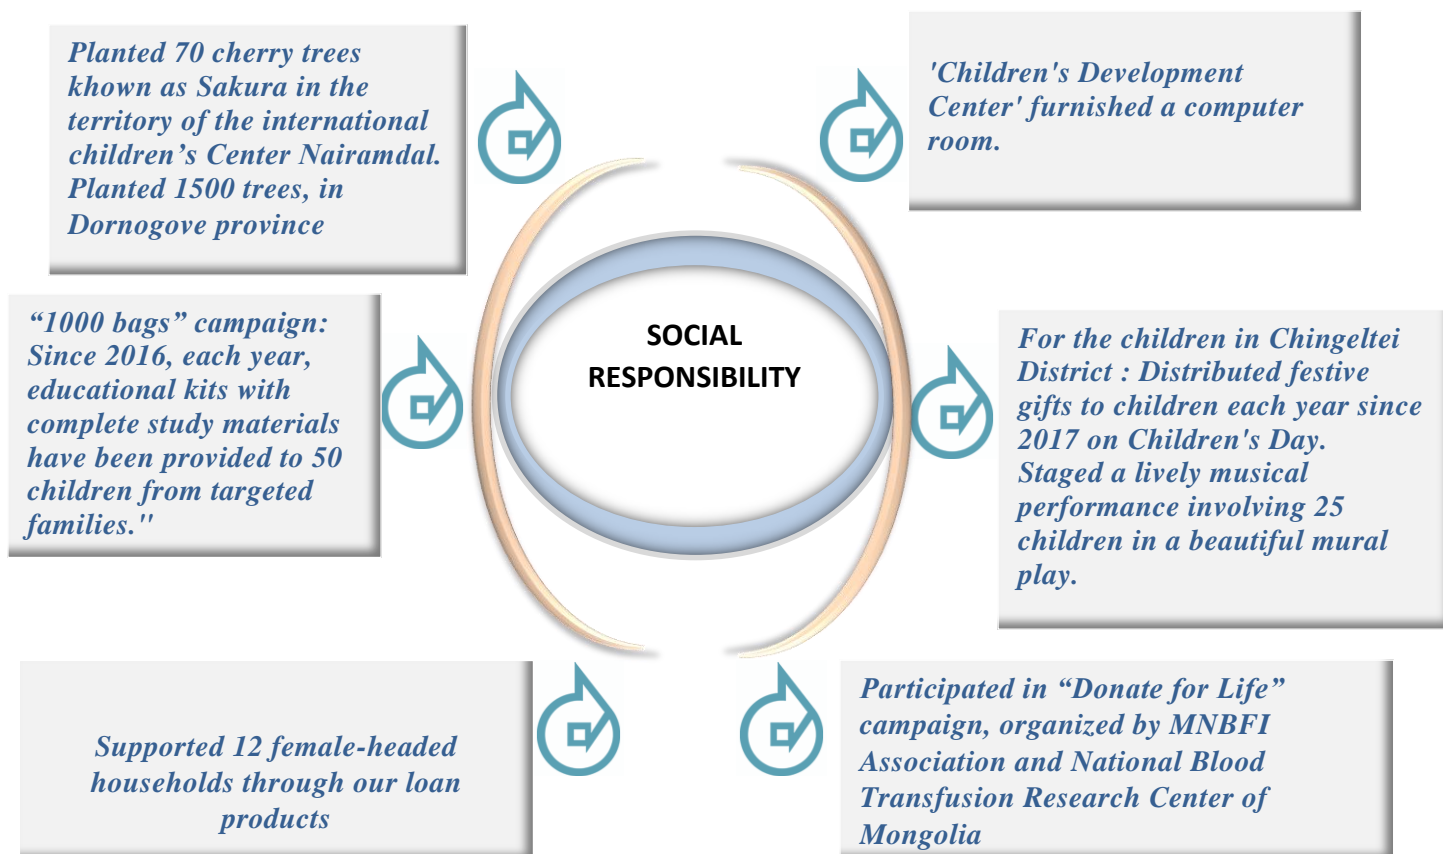 Planted 70 cherry trees
khown as Sakura in the
territory of the international
children’s Center Nairamdal.
Planted 1500 trees, in
Dornogove province
'Children's Development
Center' furnished a computer
room.
“1000 bags” campaign:
Since 2016, each year,
educational kits with
complete study materials
have been provided to 50
children from targeted
families."
SOCIAL
RESPONSIBILITY
For the children in Chingeltei
District : Distributed festive
gifts to children each year since
2017 on Children's Day.
Staged a lively musical
performance involving 25
children in a beautiful mural
play.
Supported 12 female-headed
households through our loan
products
Participated in “Donate for Life”
campaign, organized by MNBFI
Association and National Blood
Transfusion Research Center of
Mongolia